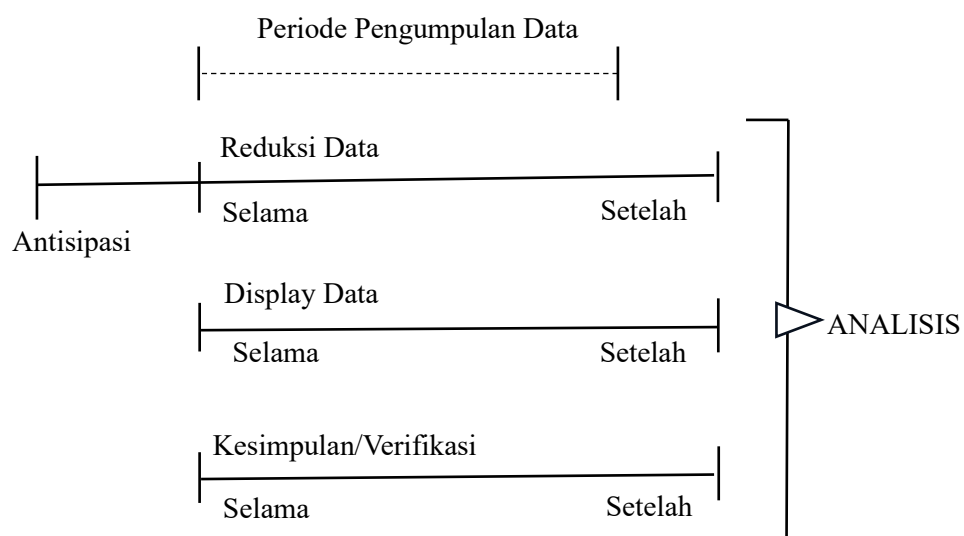 Periode Pengumpulan Data
Reduksi Data
Selama
Setelah
Antisipasi
Display Data
Selama
Setelah
ANALISIS
Kesimpulan/Verifikasi
Selama
Setelah